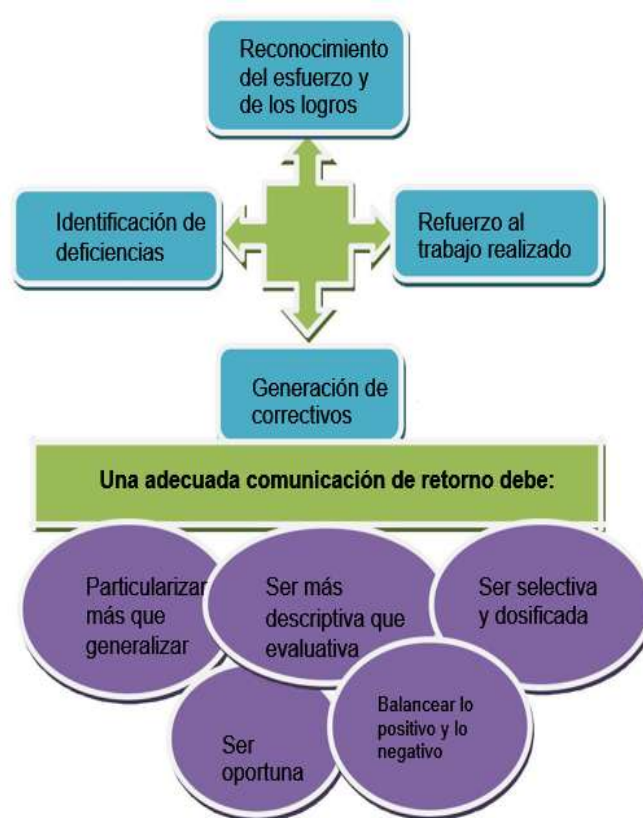 Reconocimiento
del esfuerzo y
de los logros
Identificación de
deficiencias
Refuerzo al
trabajo realizado
Generación de
correctivos
Una adecuada comunicación de retorno debe:
Particularizar
más que
generalizar
Ser más
descriptiva que
evaluativa
Ser selectiva
y dosificada
Ser
oportuna
Balancear lo
positivo y lo
negativo